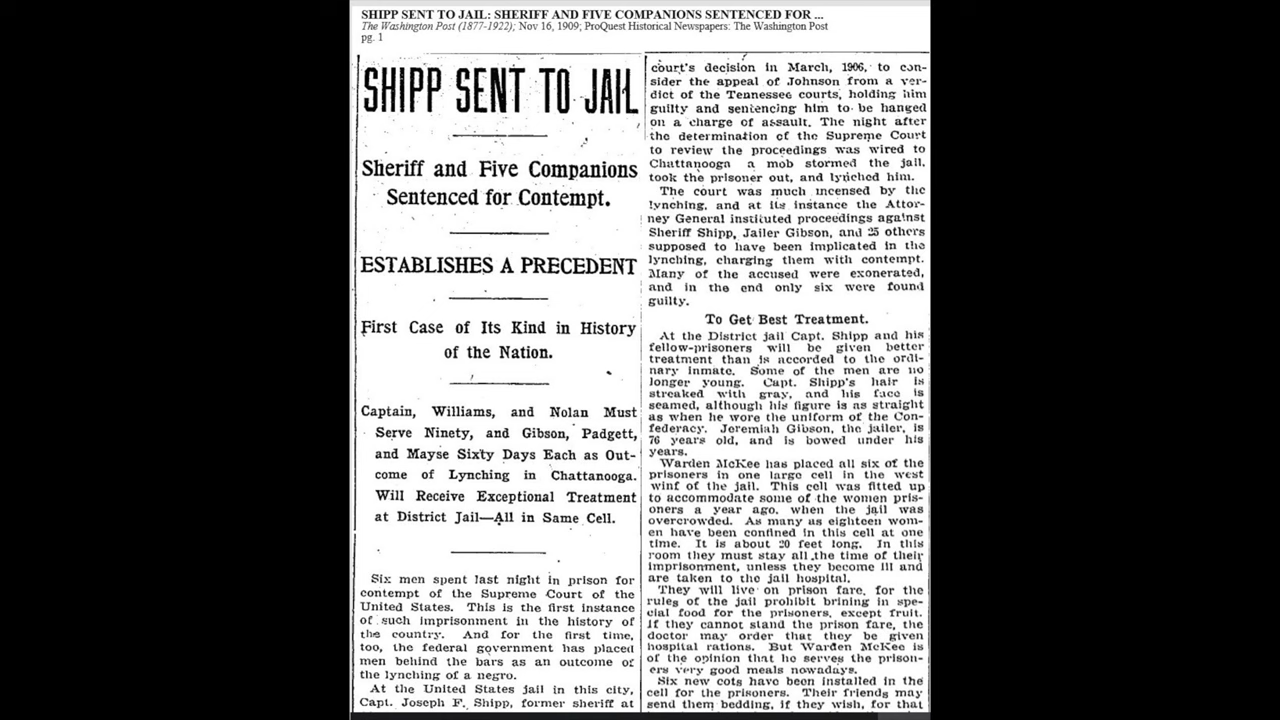 SHIPP SENT TO JAIL: SHERIFF AND FIVE COMPANIONS SENTENCED FOR ...
The Washington Post (1877-1922); Nov 16, 1909; ProQuest Historical Newspapers: The Washington Post
pg. 1
SHIPP SENT TO JAIL
Sheriff and Five Companions
Sentenced for Contempt.
ESTABLISHES A PRECEDENT
First Case of Its Kind in History
of the Nation.
Captain, Williams, and Nolan Must
Serve Ninety, and Gibson, Padgett,
and Mayse Sixty Days Each as Out-
come of Lynching in Chattanooga.
Will Receive Exceptional Treatment
at District Jail—All in Same Cell.
Six men spent last night in prison for
contempt of the Supreme Court of the
United States. This is the first instance
of such imprisonment in the history of
the country. And for the first time,
too, the federal government has placed
men behind the bars as an outcome of
the lynching of a negro.
At the United States jail in this city,
Capt. Joseph F. Shipp, former sheriff at
court's decision in March, 1906, to con-
sider the appeal of Johnson from a ver-
dict of the Tennessee courts, holding him
guilty and sentencing him to be hanged
on a charge of assault. The night after
the determination of the Supreme Court
to review the proceedings was wired to
Chattanooga a mob stormed the jail,
took the prisoner out, and lynched him.
The court was much incensed by the
lynching, and at its instance the Attor-
ney General instituted proceedings against
Sheriff Shipp, Jailer Gibson, and 25 others
supposed to have been implicated in the
lynching, charging them with contempt.
Many of the accused were exonerated,
and in the end only six were found
guilty.
To Get Best Treatment.
At the District jail Capt. Shipp and his
fellow-prisoners will be given better
treatment than is accorded to the ordi-
nary inmate. Some of the men are no
longer young. Capt. Shipp's hair is
streaked with gray, and his face is
seamed, although his figure is as straight
as when he wore the uniform of the Con-
federacy. Jeremiah Gibson, the jailer, is
76 years old, and is bowed under his
years.
Warden McKee has placed all six of the
prisoners in one large cell in the west
winf of the jail. This cell was fitted up
to accommodate some of the women pris-
oners a year ago, when the jail was
overcrowded. As many as eighteen wom-
en have been confined in this cell at one
time. It is about 20 feet long. In this
room they must stay all the time of their
imprisonment, unless they become ill and
are taken to the jail hospital.
They will live on prison fare, for the
rules of the jail prohibit brining in spe-
cial food for the prisoners, except fruit.
If they cannot stand the prison fare, the
doctor may order that they be given
hospital rations. But Warden McKee is
of the opinion that he serves the prison-
ers very good meals nowadays.
Six new cots have been installed in the
cell for the prisoners. Their friends may
send them bedding, if they wish, for that